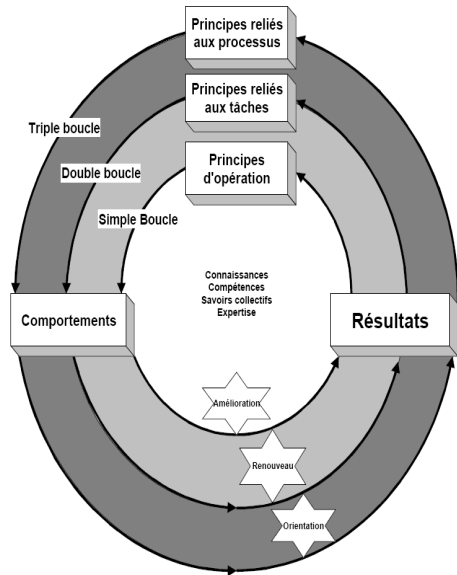 Principes reliés
aux processus
Principes reliés
aux tâches
Triple boucle
Principes
d'opération
Double boucle
Simple Boucle
Connaissances
Compétences
Savoirs collectifs
Expertise
Comportements
Résultats
Amélioration
Renouveau
Orientation